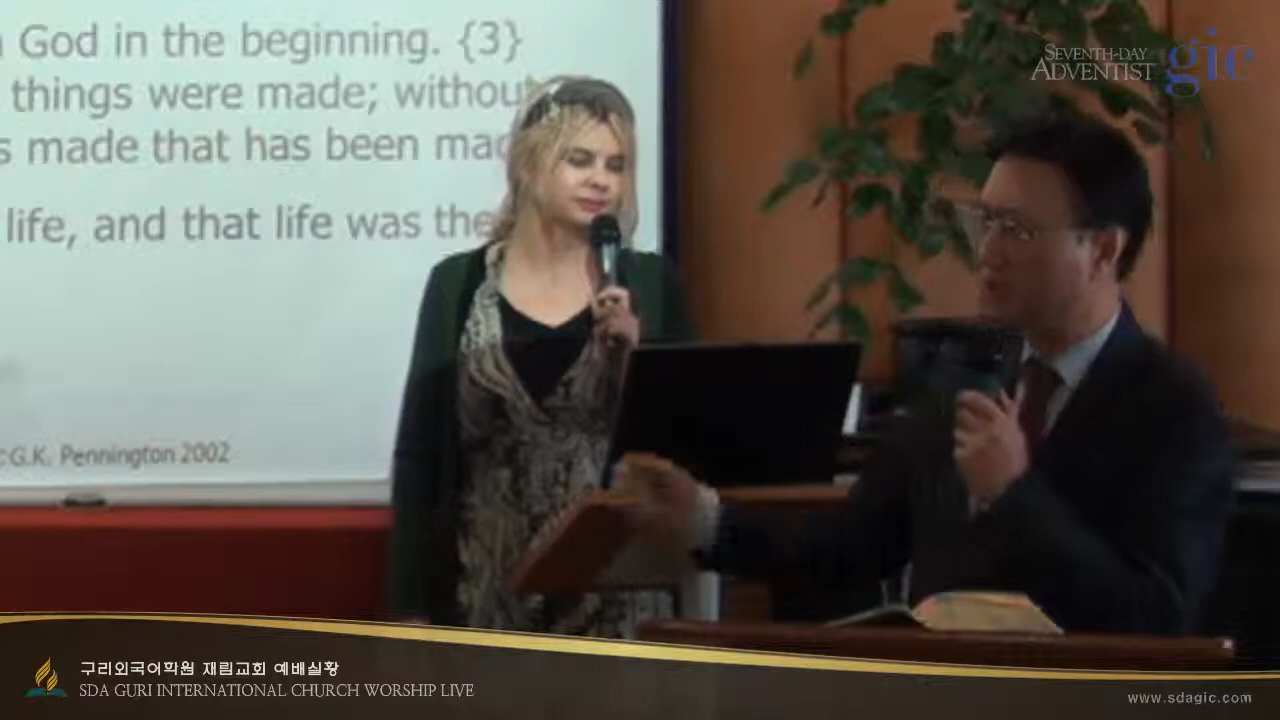 God in the beginning. {3}
things were made; without
made that has been
life, and that life was the
G.K. Pennington 2002
SEVENTH-DAY
ADVENTIST
gic
구리외국어학원 재림교회 예배실황
SDA GURI INTERNATIONAL CHURCH WORSHIP LIVE
www.sdagic.com